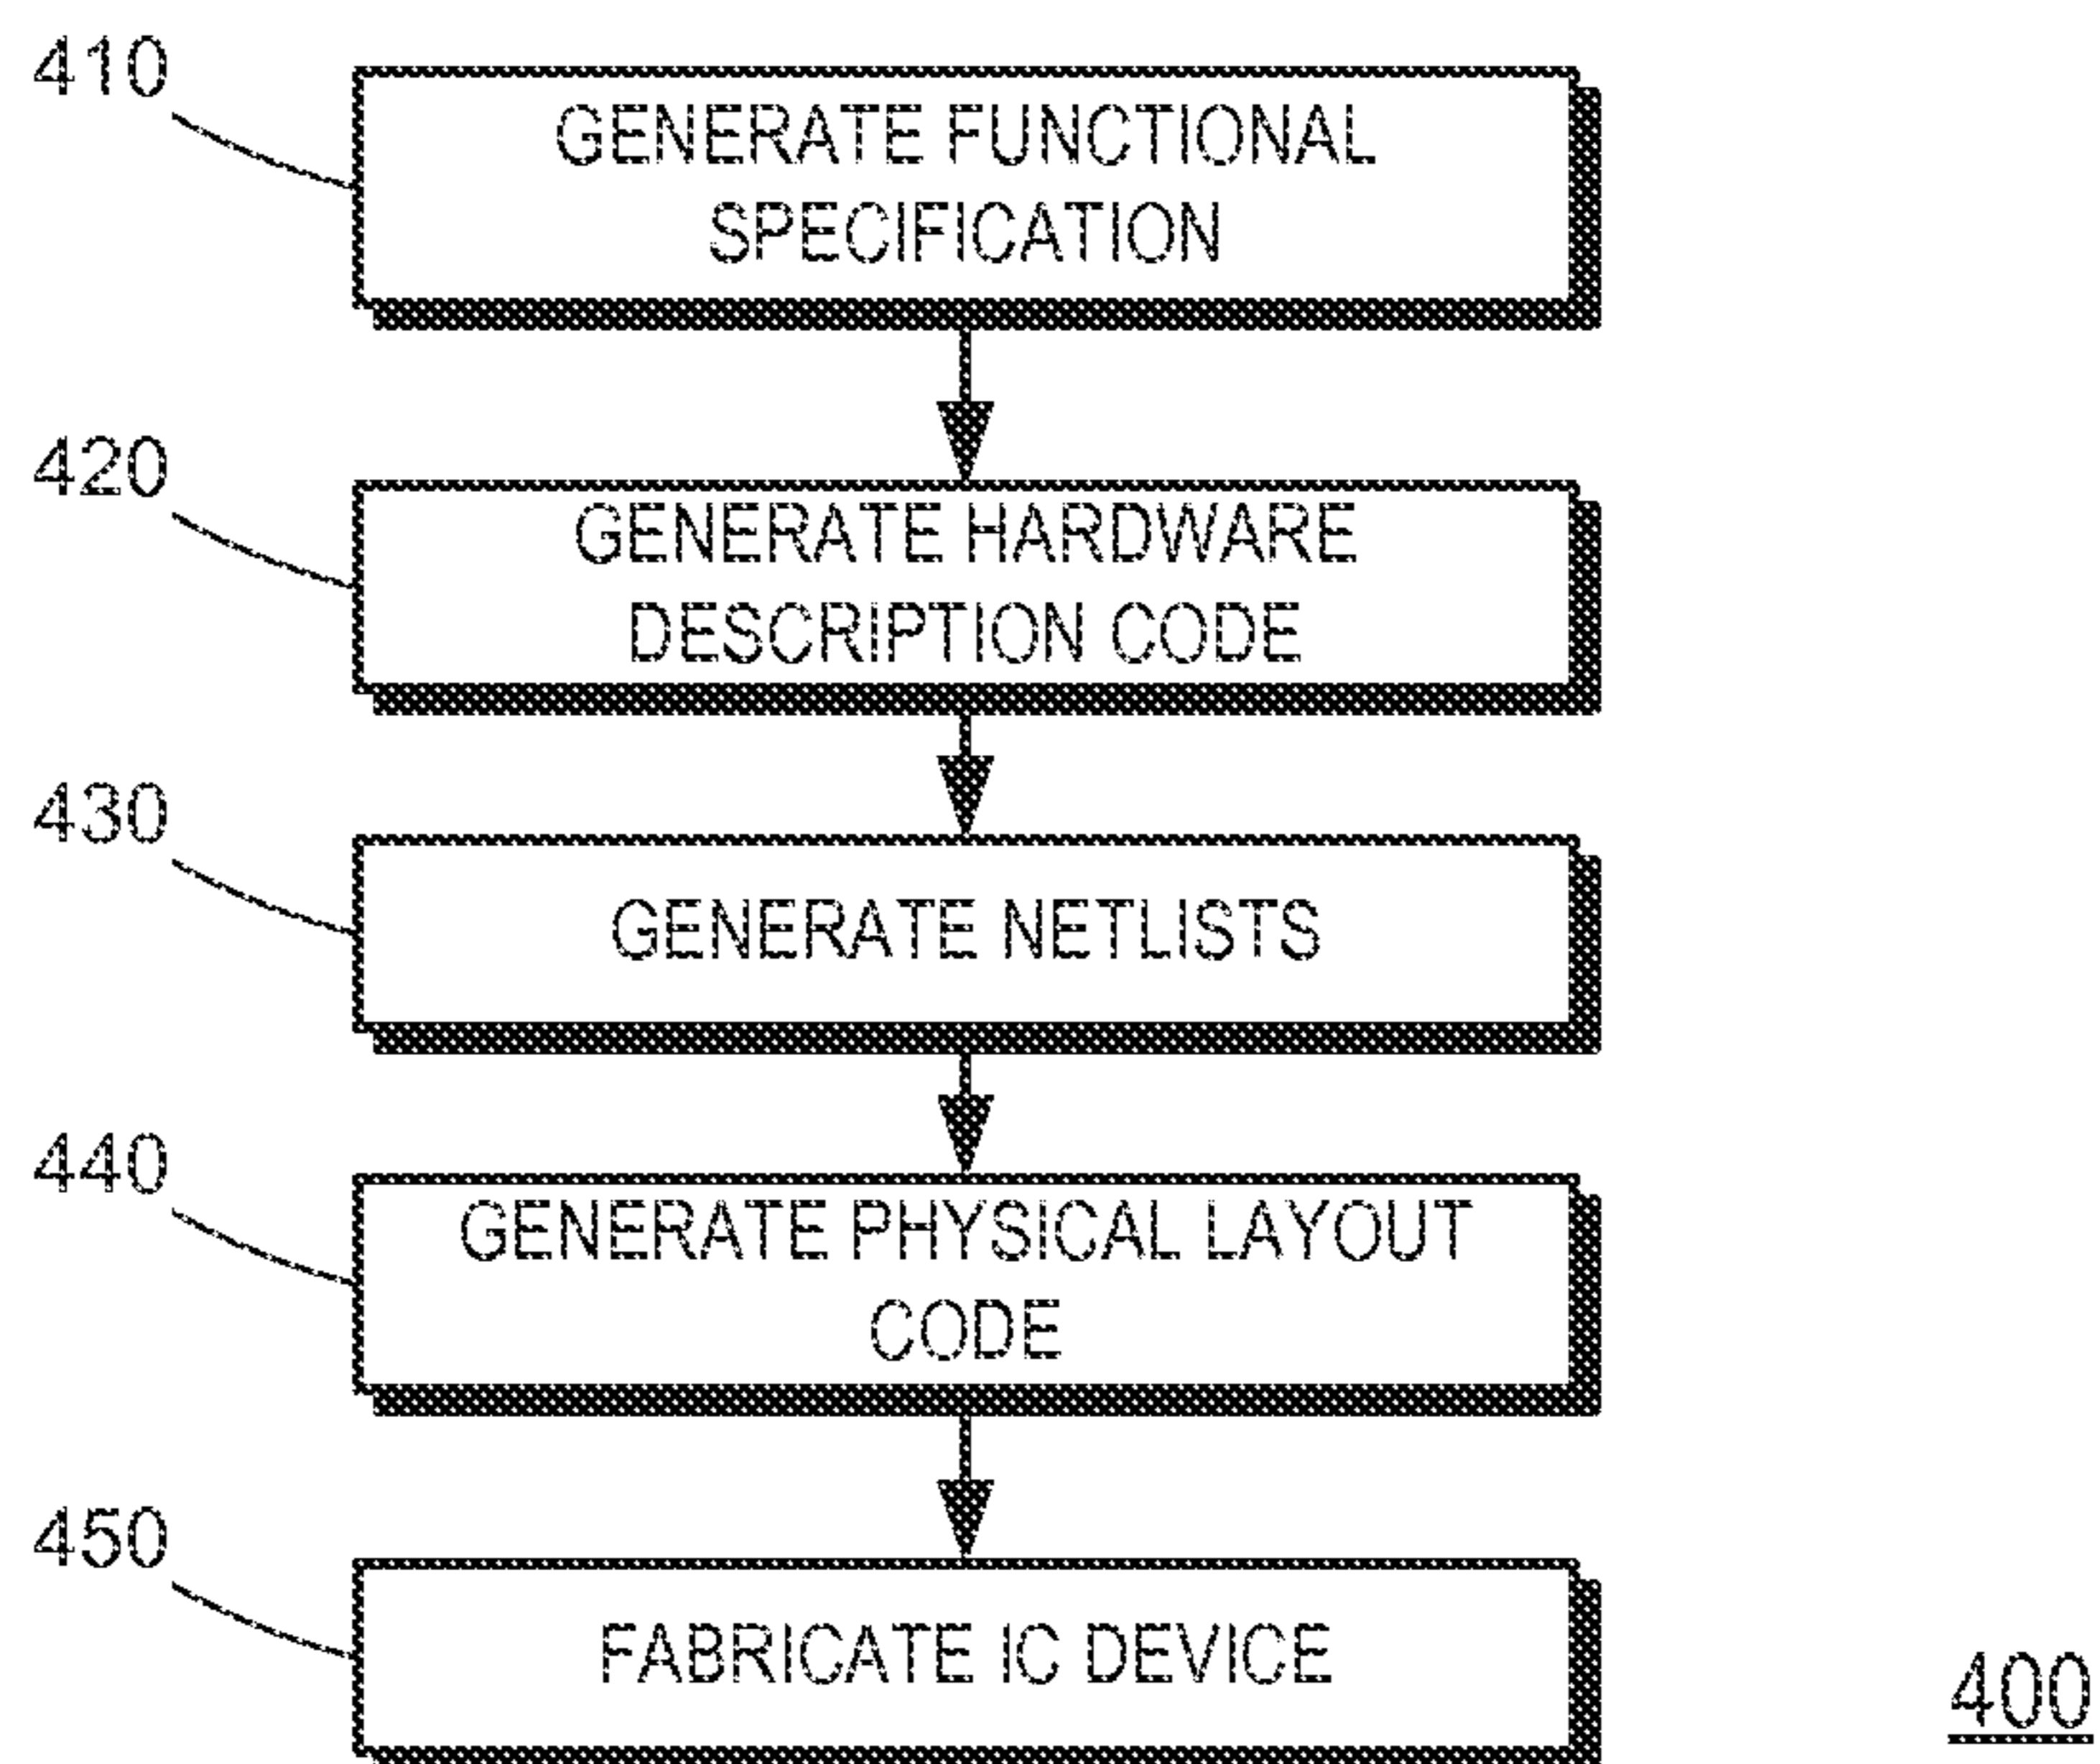 410
GENERATE FUNCTIONAL
SPECIFICATION
420
GENERATE HARDWARE
DESCRIPTION CODE
430
GENERATE NETLISTS
440
GENERATE PHYSICAL LAYOUT
CODE
450
FABRICATE IC DEVICE
400